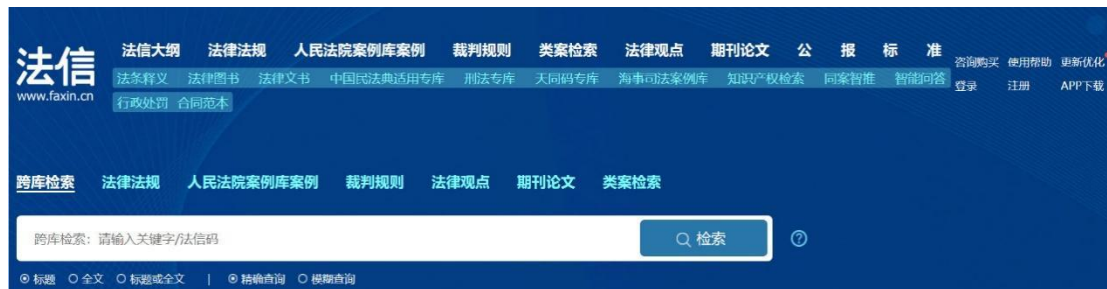 法信
www.faxin.cn
法信大纲 法律法规 人民法院案例库案例 裁判规则 类案检索 法律观点 期刊论文 公报 标准
法条释义 法律图书 法律文书 中国民法典适用专库 刑法专库 天同码专库 海事司法案例库 知识产权检索 同案智推 智能问答
行政处罚 合同范本
咨询购买 使用帮助 更新优化
登录 注册 APP下载
跨库检索 法律法规 人民法院案例库案例 裁判规则 法律观点 期刊论文 类案检索
跨库检索：请输入关键字/法信码
检索
标题 全文 标题或全文 | 精确查询 模糊查询